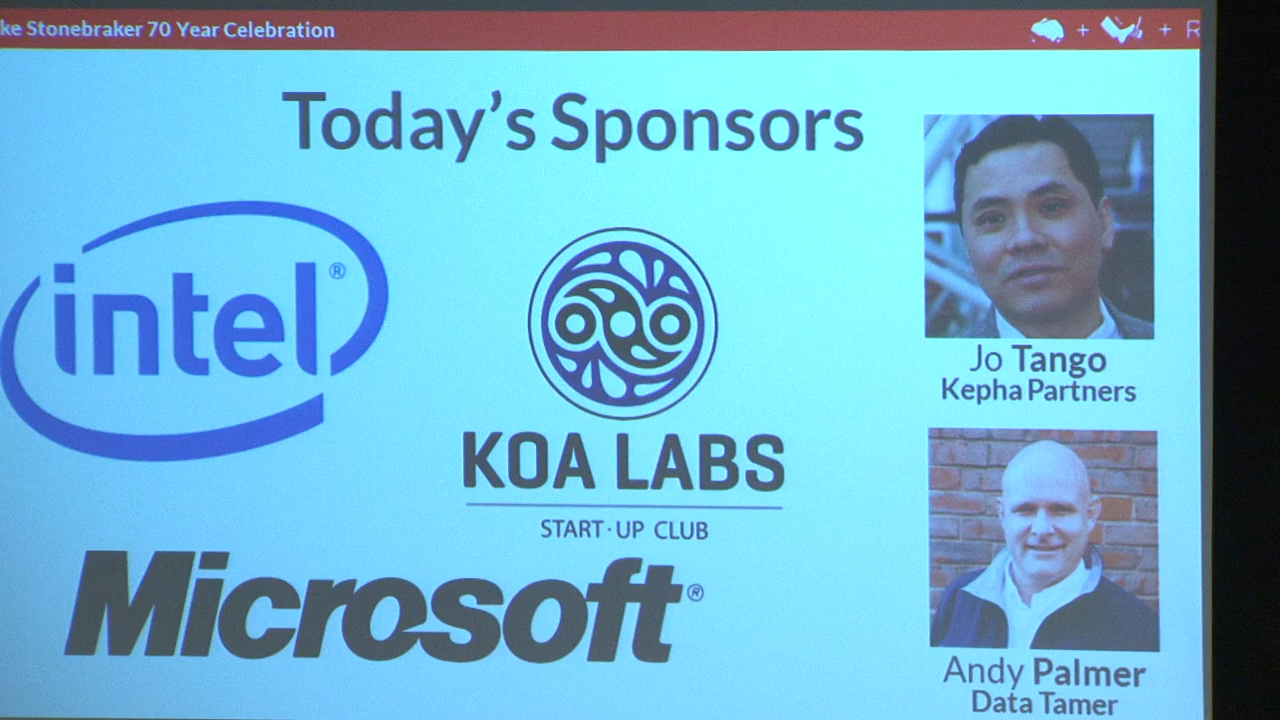 ke Stonebraker 70 Year Celebration
+ + R
Today's Sponsors
intel®
KOA LABS
START·UP CLUB
Microsoft®
Jo Tango
Kepha Partners
Andy Palmer
Data Tamer